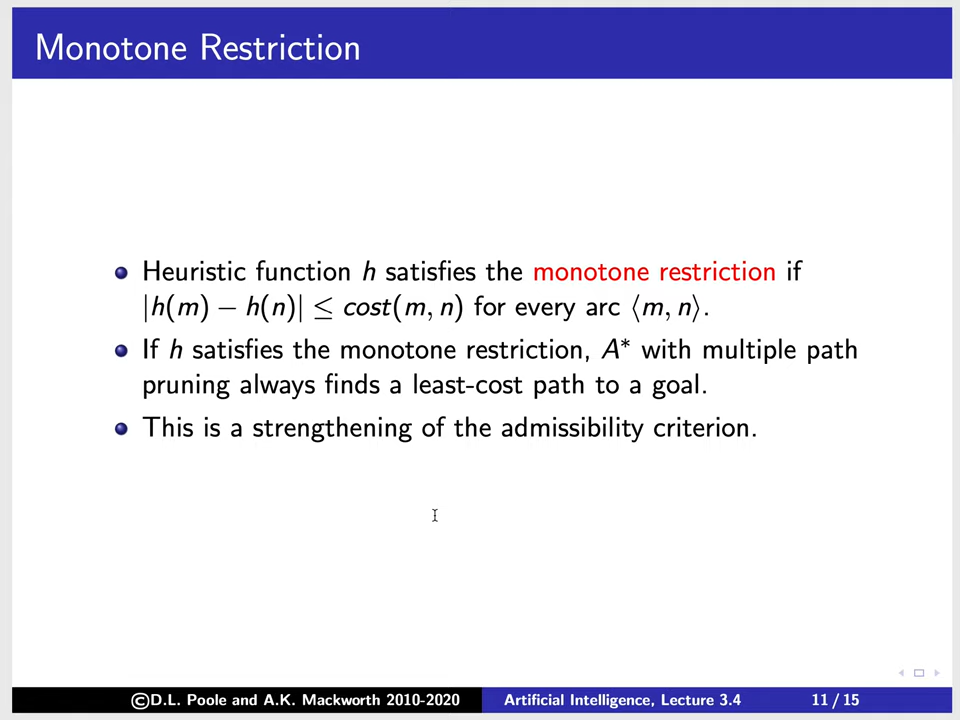 Monotone Restriction
Heuristic function h satisfies the monotone restriction if
|h(m) − h(n)| ≤ cost(m, n) for every arc ⟨m, n⟩.
If h satisfies the monotone restriction, A* with multiple path
pruning always finds a least-cost path to a goal.
This is a strengthening of the admissibility criterion.
©D.L. Poole and A.K. Mackworth 2010-2020 Artificial Intelligence, Lecture 3.4 11 / 15